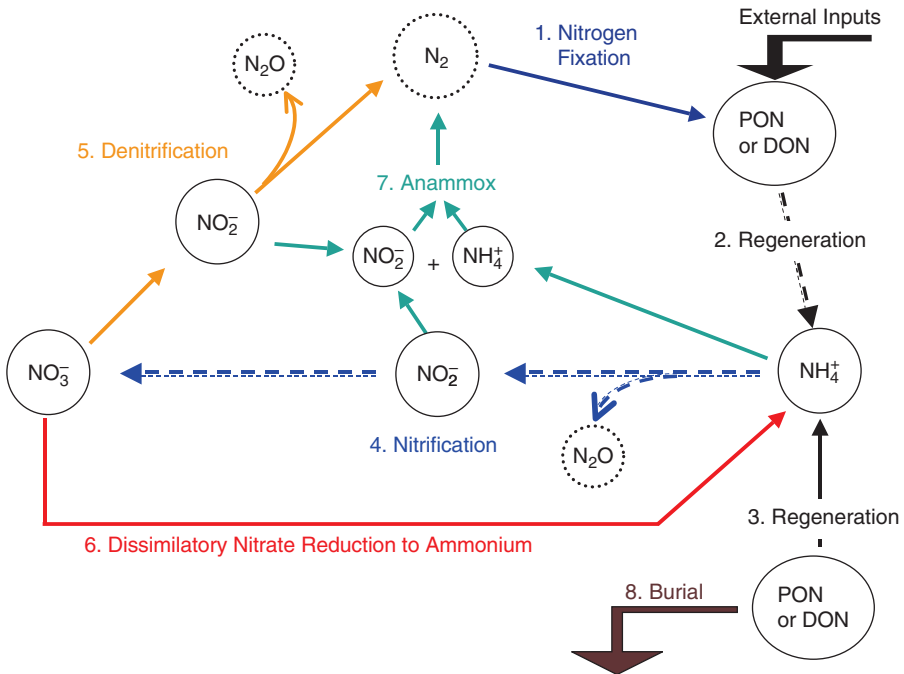 External Inputs
1. Nitrogen
Fixation
N₂O
N₂
PON
or DON
5. Denitrification
7. Anammox
NO₂⁻
2. Regeneration
NO₂⁻ + NH₄⁺
NO₃⁻
NO₂⁻
NH₄⁺
4. Nitrification
N₂O
3. Regeneration
6. Dissimilatory Nitrate Reduction to Ammonium
8. Burial
PON
or DON